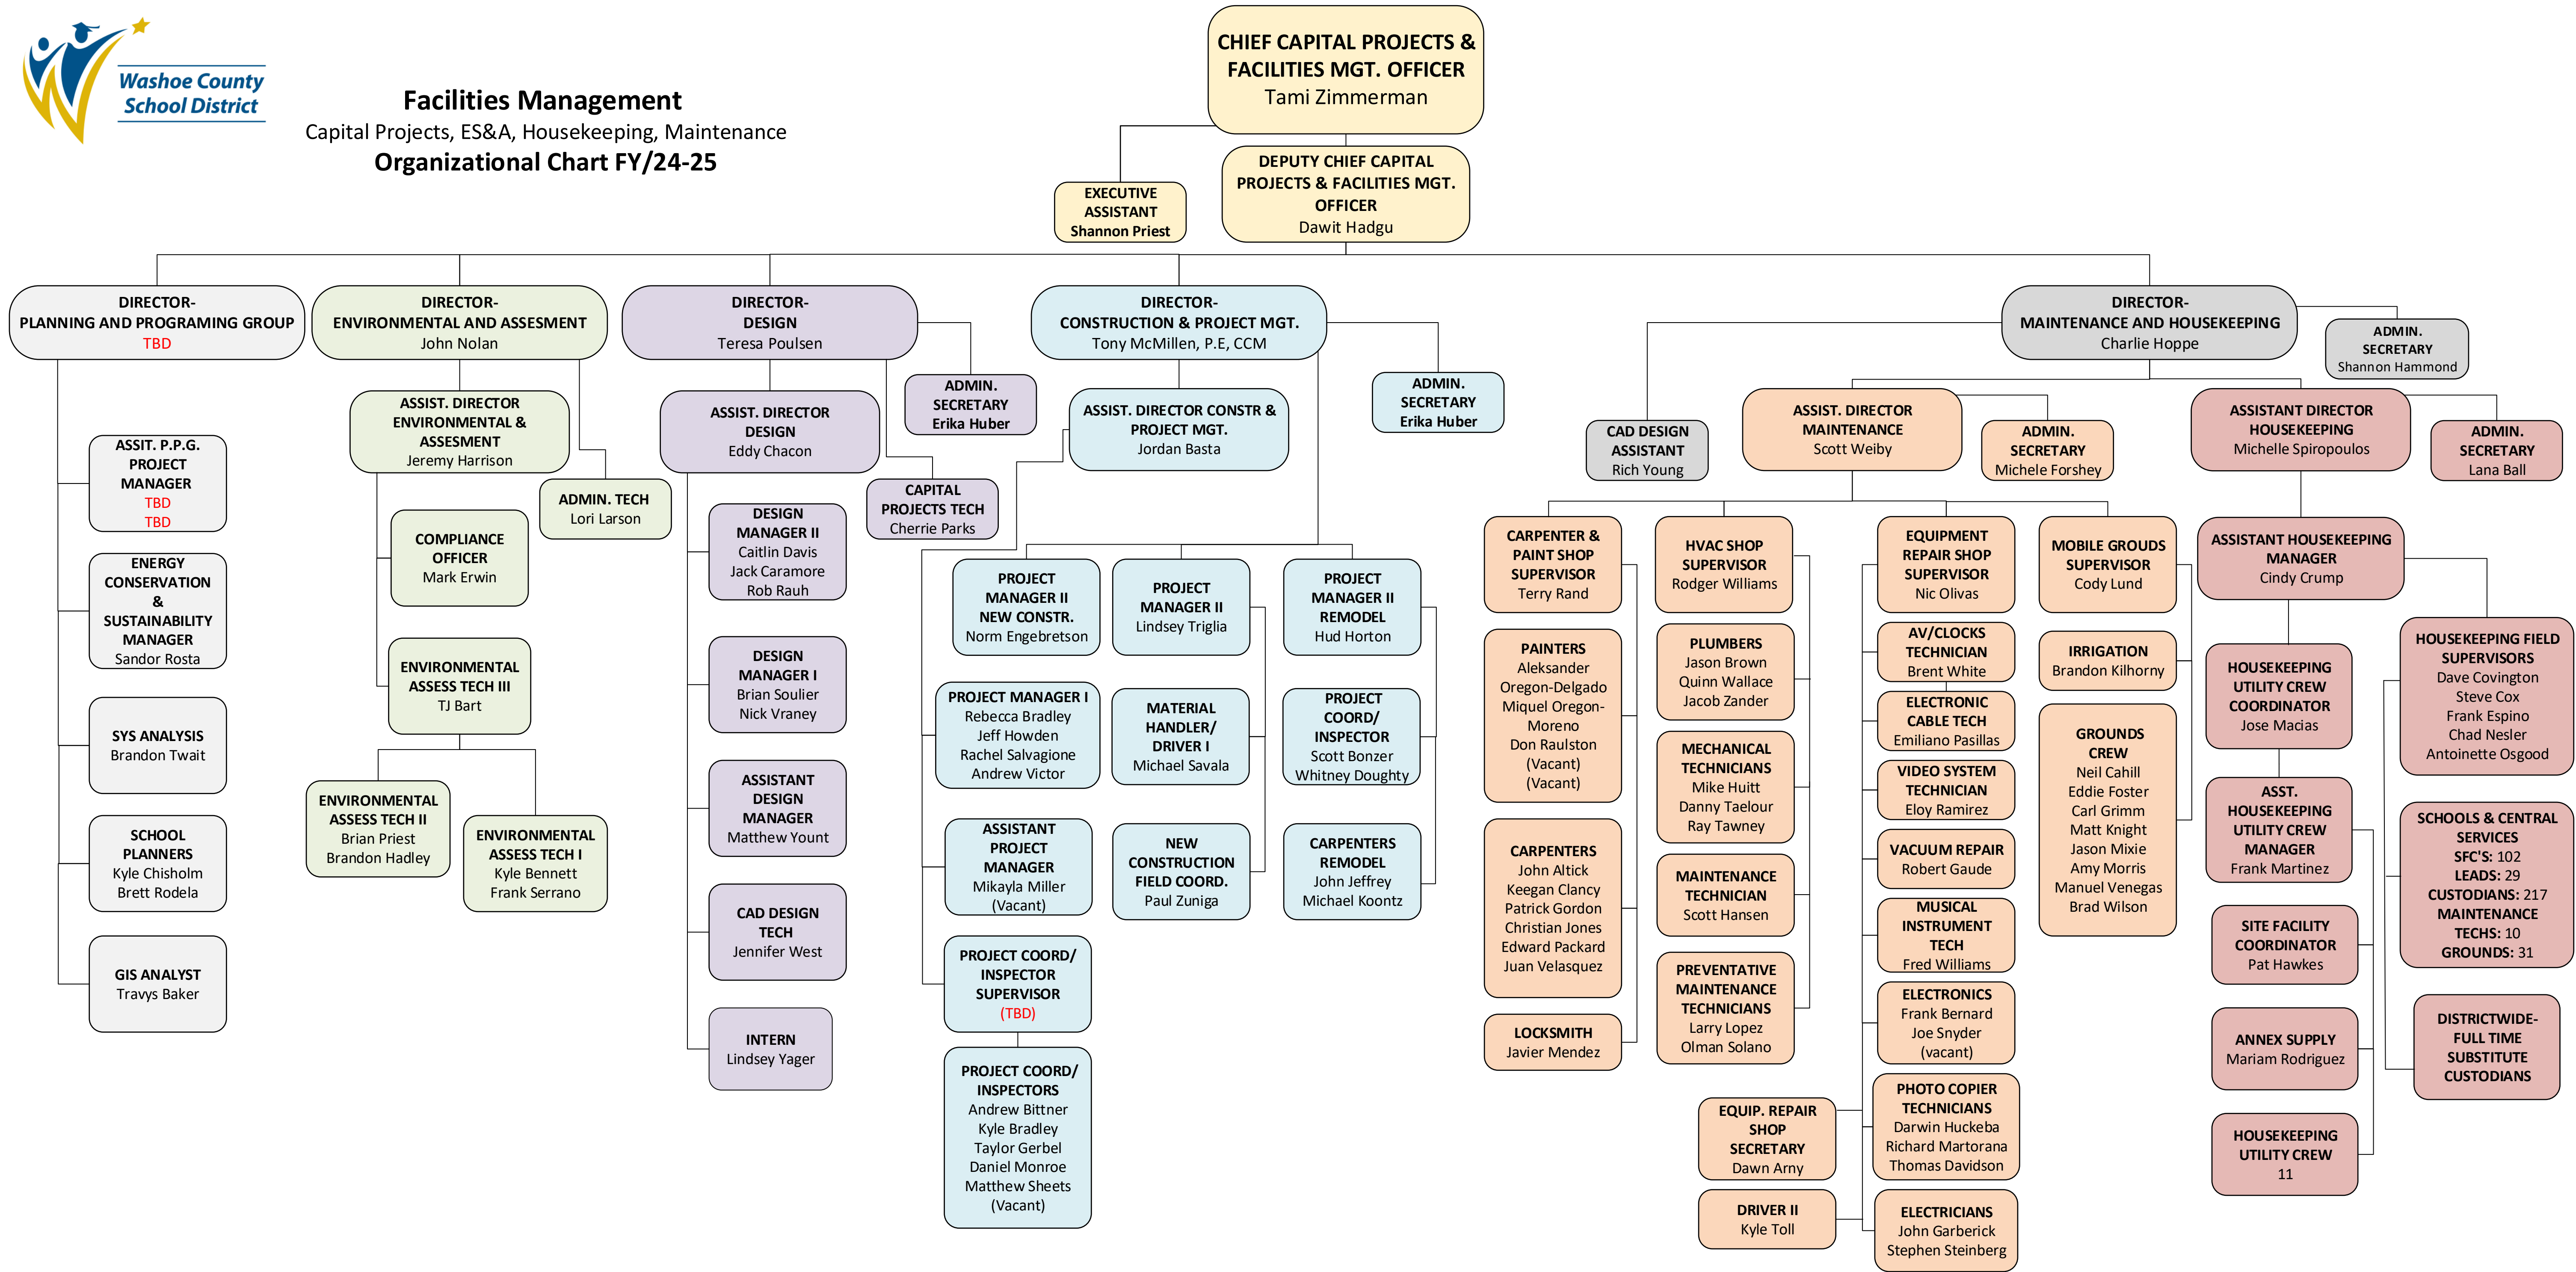 Washoe County
School District
Facilities Management
Capital Projects, ES&A, Housekeeping, Maintenance
Organizational Chart FY/24-25
CHIEF CAPITAL PROJECTS &
FACILITIES MGT. OFFICER
Tami Zimmerman
EXECUTIVE
ASSISTANT
Shannon Priest
DEPUTY CHIEF CAPITAL
PROJECTS & FACILITIES MGT.
OFFICER
Dawit Hadgu
DIRECTOR-
PLANNING AND PROGRAMING GROUP
TBD
ASSIT. P.P.G.
PROJECT
MANAGER
TBD
TBD
ENERGY
CONSERVATION
&
SUSTAINABILITY
MANAGER
Sandor Rosta
SYS ANALYSIS
Brandon Twait
SCHOOL
PLANNERS
Kyle Chisholm
Brett Rodela
GIS ANALYST
Travys Baker
DIRECTOR-
ENVIRONMENTAL AND ASSESMENT
John Nolan
ASSIST. DIRECTOR
ENVIRONMENTAL &
ASSESMENT
Jeremy Harrison
ADMIN. TECH
Lori Larson
COMPLIANCE
OFFICER
Mark Erwin
ENVIRONMENTAL
ASSESS TECH III
TJ Bart
ENVIRONMENTAL
ASSESS TECH II
Brian Priest
Brandon Hadley
ENVIRONMENTAL
ASSESS TECH I
Kyle Bennett
Frank Serrano
DIRECTOR-
DESIGN
Teresa Poulsen
ADMIN.
SECRETARY
Erika Huber
ASSIST. DIRECTOR
DESIGN
Eddy Chacon
CAPITAL
PROJECTS TECH
Cherrie Parks
DESIGN
MANAGER II
Caitlin Davis
Jack Caramore
Rob Rauh
DESIGN
MANAGER I
Brian Soulier
Nick Vraney
ASSISTANT
DESIGN
MANAGER
Matthew Yount
CAD DESIGN
TECH
Jennifer West
INTERN
Lindsey Yager
DIRECTOR-
CONSTRUCTION & PROJECT MGT.
Tony McMillen, P.E, CCM
ADMIN.
SECRETARY
Erika Huber
ASSIST. DIRECTOR CONSTR &
PROJECT MGT.
Jordan Basta
PROJECT
MANAGER II
NEW CONSTR.
Norm Engebretson
PROJECT MANAGER I
Rebecca Bradley
Jeff Howden
Rachel Salvagione
Andrew Victor
ASSISTANT
PROJECT
MANAGER
Mikayla Miller
(Vacant)
PROJECT COORD/
INSPECTOR
SUPERVISOR
(TBD)
PROJECT COORD/
INSPECTORS
Andrew Bittner
Kyle Bradley
Taylor Gerbel
Daniel Monroe
Matthew Sheets
(Vacant)
PROJECT
MANAGER II
Lindsey Triglia
MATERIAL
HANDLER/
DRIVER I
Michael Savala
NEW
CONSTRUCTION
FIELD COORD.
Paul Zuniga
PROJECT
MANAGER II
REMODEL
Hud Horton
PROJECT
COORD/
INSPECTOR
Scott Bonzer
Whitney Doughty
CARPENTERS
REMODEL
John Jeffrey
Michael Koontz
DIRECTOR-
MAINTENANCE AND HOUSEKEEPING
Charlie Hoppe
ADMIN.
SECRETARY
Shannon Hammond
CAD DESIGN
ASSISTANT
Rich Young
ASSIST. DIRECTOR
MAINTENANCE
Scott Weiby
ADMIN.
SECRETARY
Michele Forshey
CARPENTER &
PAINT SHOP
SUPERVISOR
Terry Rand
PAINTERS
Aleksander
Oregon-Delgado
Miquel Oregon-
Moreno
Don Raulston
(Vacant)
(Vacant)
CARPENTERS
John Altick
Keegan Clancy
Patrick Gordon
Christian Jones
Edward Packard
Juan Velasquez
LOCKSMITH
Javier Mendez
HVAC SHOP
SUPERVISOR
Rodger Williams
PLUMBERS
Jason Brown
Quinn Wallace
Jacob Zander
MECHANICAL
TECHNICIANS
Mike Huitt
Danny Taelour
Ray Tawney
MAINTENANCE
TECHNICIAN
Scott Hansen
PREVENTATIVE
MAINTENANCE
TECHNICIANS
Larry Lopez
Olman Solano
EQUIP. REPAIR
SHOP
SECRETARY
Dawn Arny
DRIVER II
Kyle Toll
EQUIPMENT
REPAIR SHOP
SUPERVISOR
Nic Olivas
AV/CLOCKS
TECHNICIAN
Brent White
ELECTRONIC
CABLE TECH
Emiliano Pasillas
VIDEO SYSTEM
TECHNICIAN
Eloy Ramirez
VACUUM REPAIR
Robert Gaude
MUSICAL
INSTRUMENT
TECH
Fred Williams
ELECTRONICS
Frank Bernard
Joe Snyder
(vacant)
PHOTO COPIER
TECHNICIANS
Darwin Huckeba
Richard Martorana
Thomas Davidson
ELECTRICIANS
John Garberick
Stephen Steinberg
MOBILE GROUDS
SUPERVISOR
Cody Lund
IRRIGATION
Brandon Kilhorny
GROUNDS
CREW
Neil Cahill
Eddie Foster
Carl Grimm
Matt Knight
Jason Mixie
Amy Morris
Manuel Venegas
Brad Wilson
ASSISTANT DIRECTOR
HOUSEKEEPING
Michelle Spiropoulos
ADMIN.
SECRETARY
Lana Ball
ASSISTANT HOUSEKEEPING
MANAGER
Cindy Crump
HOUSEKEEPING
UTILITY CREW
COORDINATOR
Jose Macias
ASST.
HOUSEKEEPING
UTILITY CREW
MANAGER
Frank Martinez
SITE FACILITY
COORDINATOR
Pat Hawkes
ANNEX SUPPLY
Mariam Rodriguez
HOUSEKEEPING
UTILITY CREW
11
HOUSEKEEPING FIELD
SUPERVISORS
Dave Covington
Steve Cox
Frank Espino
Chad Nesler
Antoinette Osgood
SCHOOLS & CENTRAL
SERVICES
SFC'S: 102
LEADS: 29
CUSTODIANS: 217
MAINTENANCE
TECHS: 10
GROUNDS: 31
DISTRICTWIDE-
FULL TIME
SUBSTITUTE
CUSTODIANS